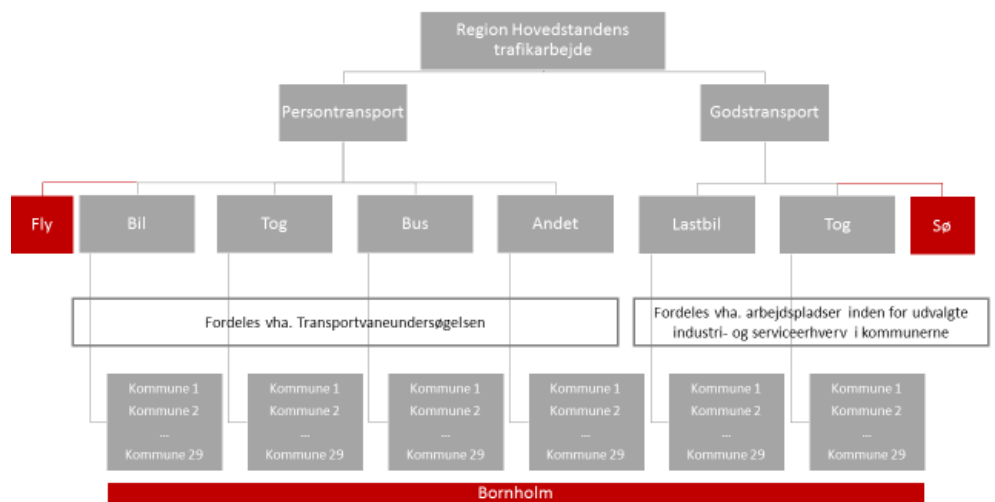 Region Hovedstandens
trafikarbejde
Persontransport
Godstransport
Fly
Bil
Tog
Bus
Andet
Lastbil
Tog
Sø
Fordeles vha. Transportvaneundersøgelsen
Fordeles vha. arbejdspladser inden for udvalgte
industri- og serviceerhverv i kommunerne
Kommune 1
Kommune 2
...
Kommune 29
Kommune 1
Kommune 2
...
Kommune 29
Kommune 1
Kommune 2
...
Kommune 29
Kommune 1
Kommune 2
...
Kommune 29
Kommune 1
Kommune 2
...
Kommune 29
Kommune 1
Kommune 2
...
Kommune 29
Bornholm